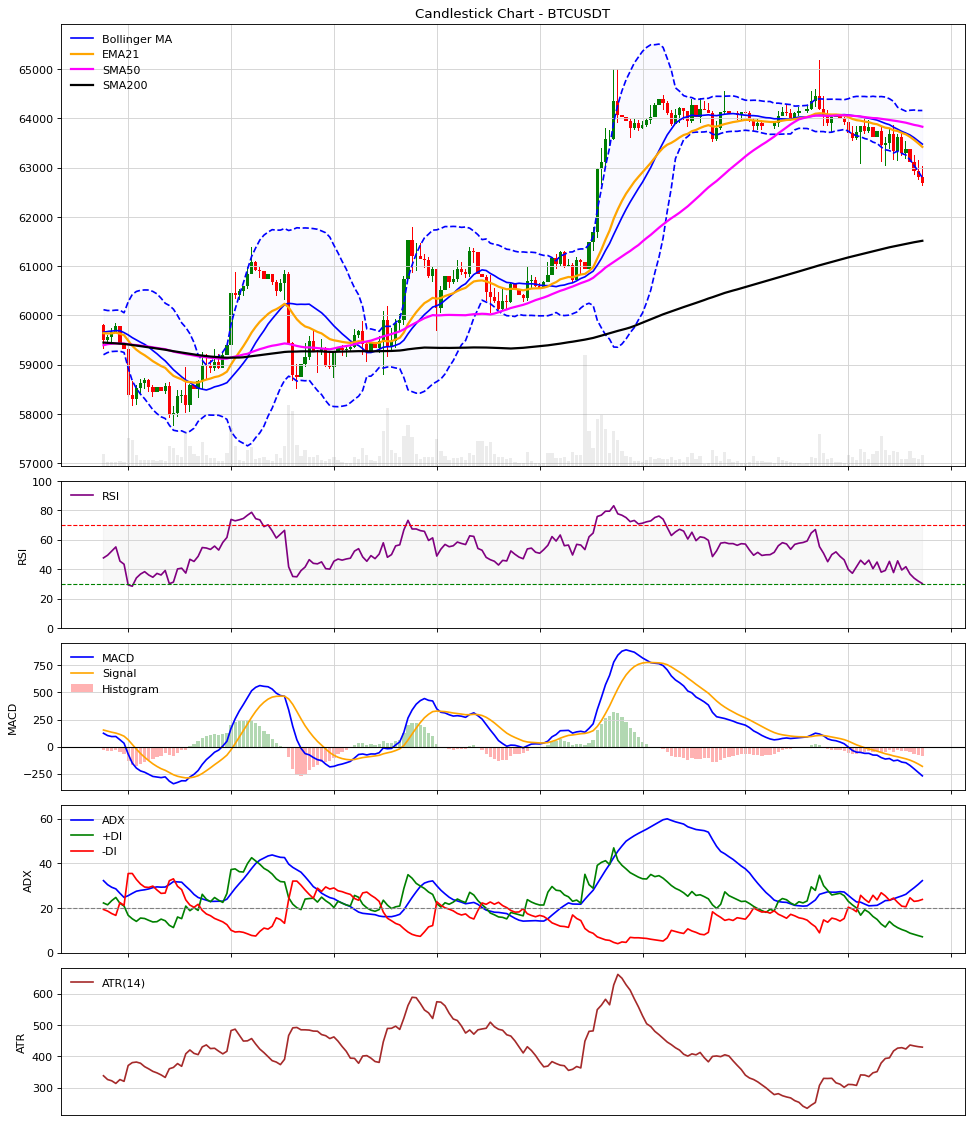 Candlestick Chart - BTCUSDT
Bollinger MA
EMA21
SMA50
SMA200
65000
64000
63000
62000
61000
60000
59000
58000
57000
RSI
RSI
100
80
60
40
20
0
MACD
Signal
Histogram
MACD
750
500
250
0
−250
ADX
+DI
-DI
ADX
60
40
20
0
ATR(14)
ATR
600
500
400
300